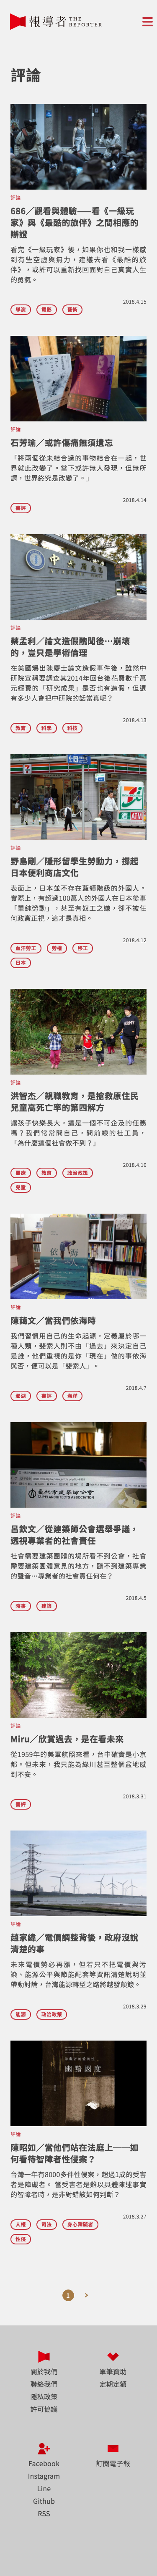 報導者 THE REPORTER
評論
評論
686／觀看與體驗——看《一級玩
家》與《最酷的旅伴》之間相應的
辯證
看完《一級玩家》後，如果你也和我一樣感
到有些空虛與無力，建議去看《最酷的旅
伴》，或許可以重新找回面對自己真實人生
的勇氣。
2018.4.15
導演 電影 藝術
評論
石芳瑜／或許傷痛無須遺忘
「將兩個從未結合過的事物結合在一起，世
界就此改變了。當下或許無人發現，但無所
謂，世界終究是改變了。」
2018.4.14
書評
評論
蔡孟利／論文造假醜聞後…崩壞
的，豈只是學術倫理
在美國爆出陳慶士論文造假事件後，雖然中
研院宣稱要調查其2014年回台後花費數千萬
元經費的「研究成果」是否也有造假，但還
有多少人會把中研院的話當真呢？
2018.4.13
教育 科學 科技
評論
野島剛／隱形留學生勞動力，撐起
日本便利商店文化
表面上，日本並不存在藍領階級的外國人。
實際上，有超過100萬人的外國人在日本從事
「單純勞動」，甚至有奴工之嫌，卻不被任
何政黨正視，這才是真相。
2018.4.12
血汗勞工 勞權 移工
日本
評論
洪智杰／親職教育，是搶救原住民
兒童高死亡率的第四解方
讓孩子快樂長大，這是一個不可企及的任務
嗎？我們常常問自己，問前線的社工員，
「為什麼這個社會做不到？」
2018.4.10
醫療 教育 政治政策
兒童
評論
陳藹文／當我們依海時
我們習慣用自己的生命起源，定義屬於哪一
種人類，斐索人則不由「過去」來決定自己
是誰，他們重視的是你「現在」做的事依海
與否，便可以是「斐索人」。
2018.4.7
漫遊 書評 海洋
評論
呂欽文／從建築師公會選舉爭議，
透視專業者的社會責任
社會需要建築團體的場所看不到公會，社會
需要建築團體意見的地方，聽不到建築專業
的聲音…專業者的社會責任何在？
2018.4.5
時事 建築
評論
Miru／欣賞過去，是在看未來
從1959年的美軍航照來看，台中確實是小京
都。但未來，我只能為綠川甚至整個盆地感
到不安。
2018.3.31
書評
評論
趙家緯／電價調整背後，政府沒說
清楚的事
未來電價勢必再漲，但若只不把電價與污
染、能源公平與節能配套等資訊清楚說明並
帶動討論，台灣能源轉型之路將越發顛簸。
2018.3.29
能源 政治政策
評論
陳昭如／當他們站在法庭上——如
何看待智障者性侵案？
台灣一年有8000多件性侵案，超過1成的受害
者是障礙者。當受害者是難以具體陳述事實
的智障者時，是非對錯該如何判斷？
2018.3.27
人權 司法 身心障礙者
性侵
1 >
關於我們 單筆贊助
聯絡我們 定期定額
隱私政策
許可協議
Facebook 訂閱電子報
Instagram
Line
Github
RSS